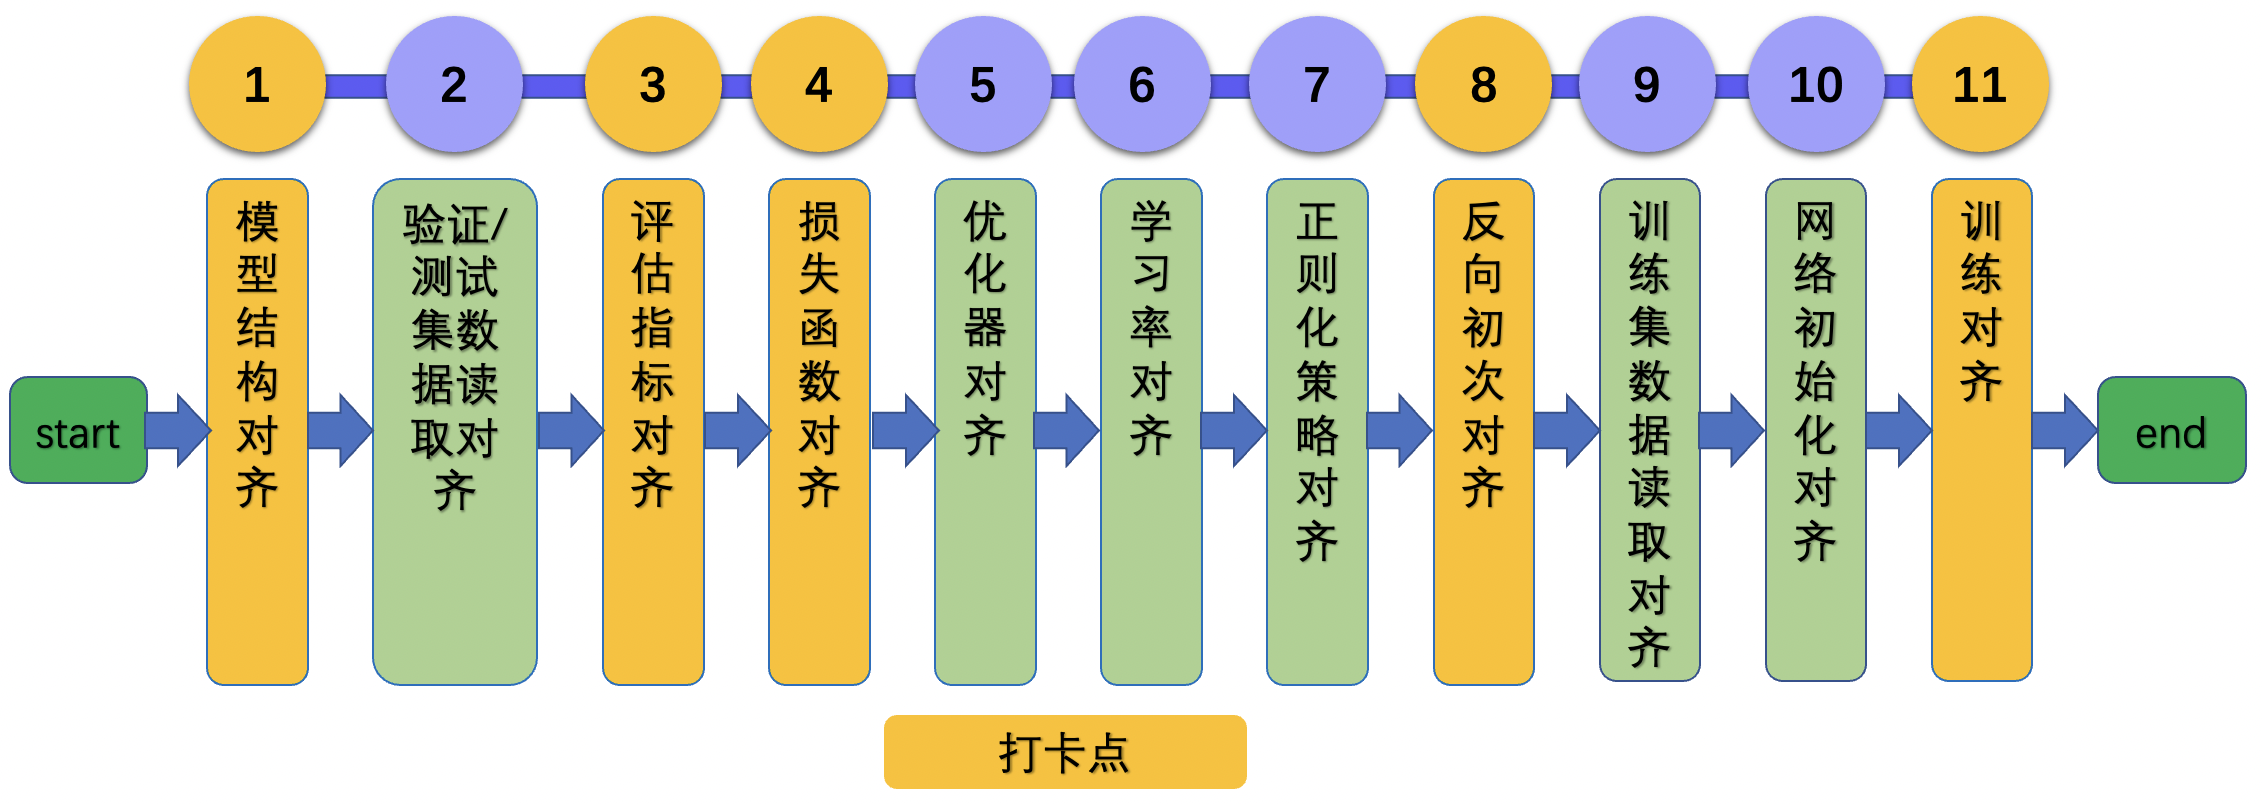 1
2
3
4
5
6
7
8
9
10
11
start
模型结构对齐
验证/
测试
集数
据读
取对
齐
评估指标对齐
损失函数对齐
优化器对齐
学习率对齐
正则化策略对齐
反向初次对齐
训练集数据读取对齐
网络初始化对齐
训练对齐
end
打卡点